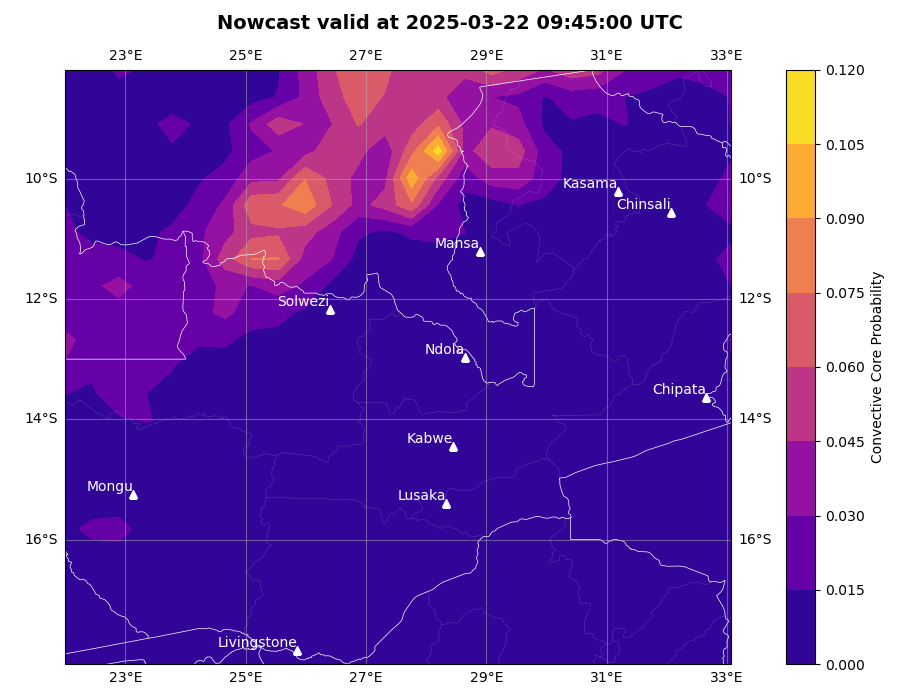 Nowcast valid at 2025-03-22 09:45:00 UTC
23°E 25°E 27°E 29°E 31°E 33°E
0.120
0.105
10°S Kasama 10°S
Chinsali
0.090
Mansa
0.075
12°S Solwezi 12°S
Ndola
0.060
Chipata
14°S 14°S
Kabwe
0.045
Mongu
Lusaka
0.030
16°S 16°S
0.015
Livingstone
0.000
23°E 25°E 27°E 29°E 31°E 33°E
Convective Core Probability